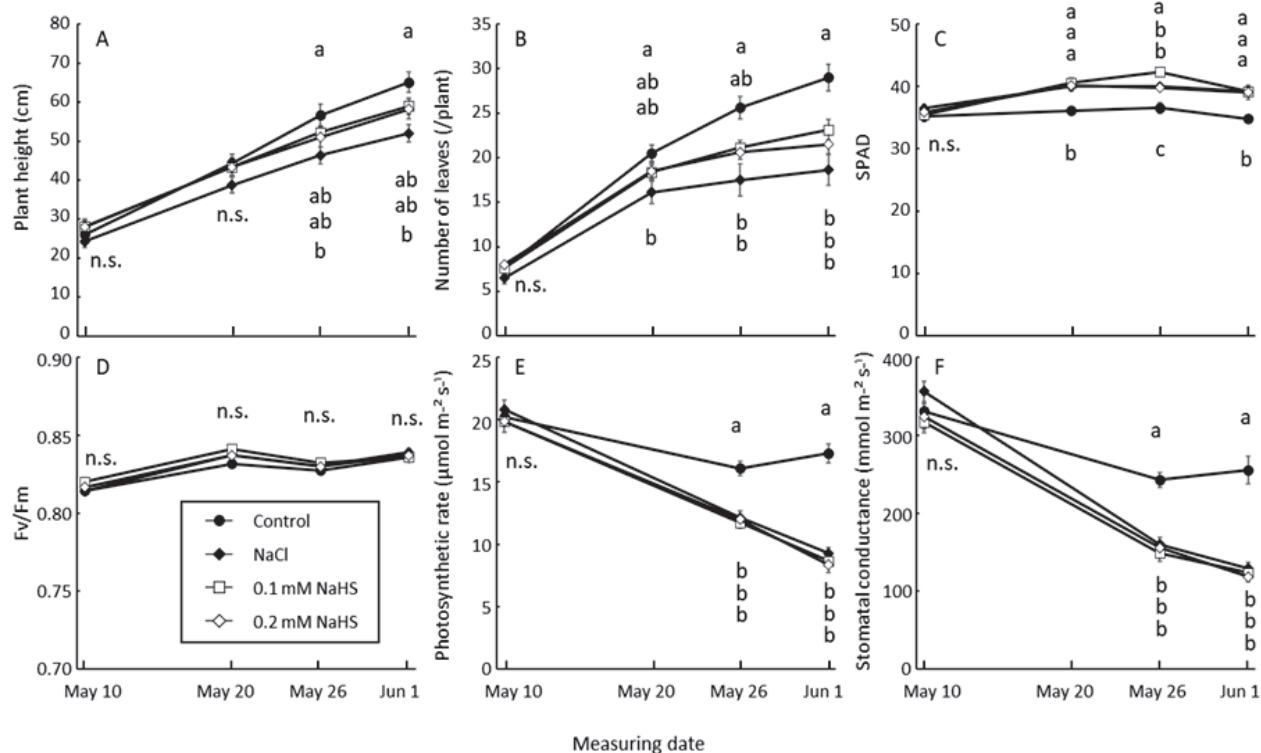 A
Plant height (cm)
80
70
60
50
40
30
20
10
0
n.s.
n.s.
a
ab
ab
b
a
ab
ab
b
B
Number of leaves (/plant)
35
30
25
20
15
10
5
0
n.s.
a
ab
ab
b
a
ab
b
b
a
b
b
b
C
SPAD
50
40
30
20
10
0
n.s.
a
a
a
b
a
b
b
c
a
a
a
b
D
Fv/Fm
0.90
0.85
0.80
0.75
0.70
n.s.
n.s.
n.s.
n.s.
Control
NaCl
0.1 mM NaHS
0.2 mM NaHS
May 10
May 20
May 26
Jun 1
E
Photosynthetic rate (μmol m-² s-¹)
25
20
15
10
5
0
n.s.
a
b
b
b
a
b
b
b
May 10
May 20
May 26
Jun 1
F
Stomatal conductance (mmol m-² s-¹)
400
300
200
100
0
n.s.
a
b
b
b
a
b
b
b
May 10
May 20
May 26
Jun 1
Measuring date